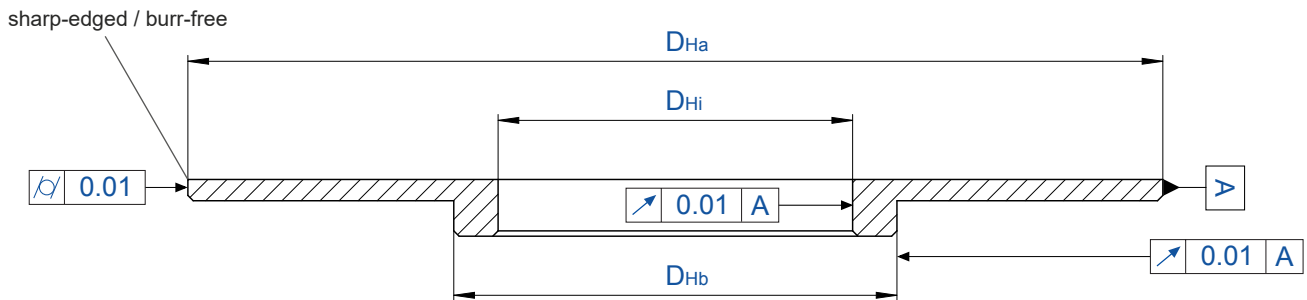 sharp-edged / burr-free
DHa
DHi
0.01
0.01 A
A
0.01 A
DHb